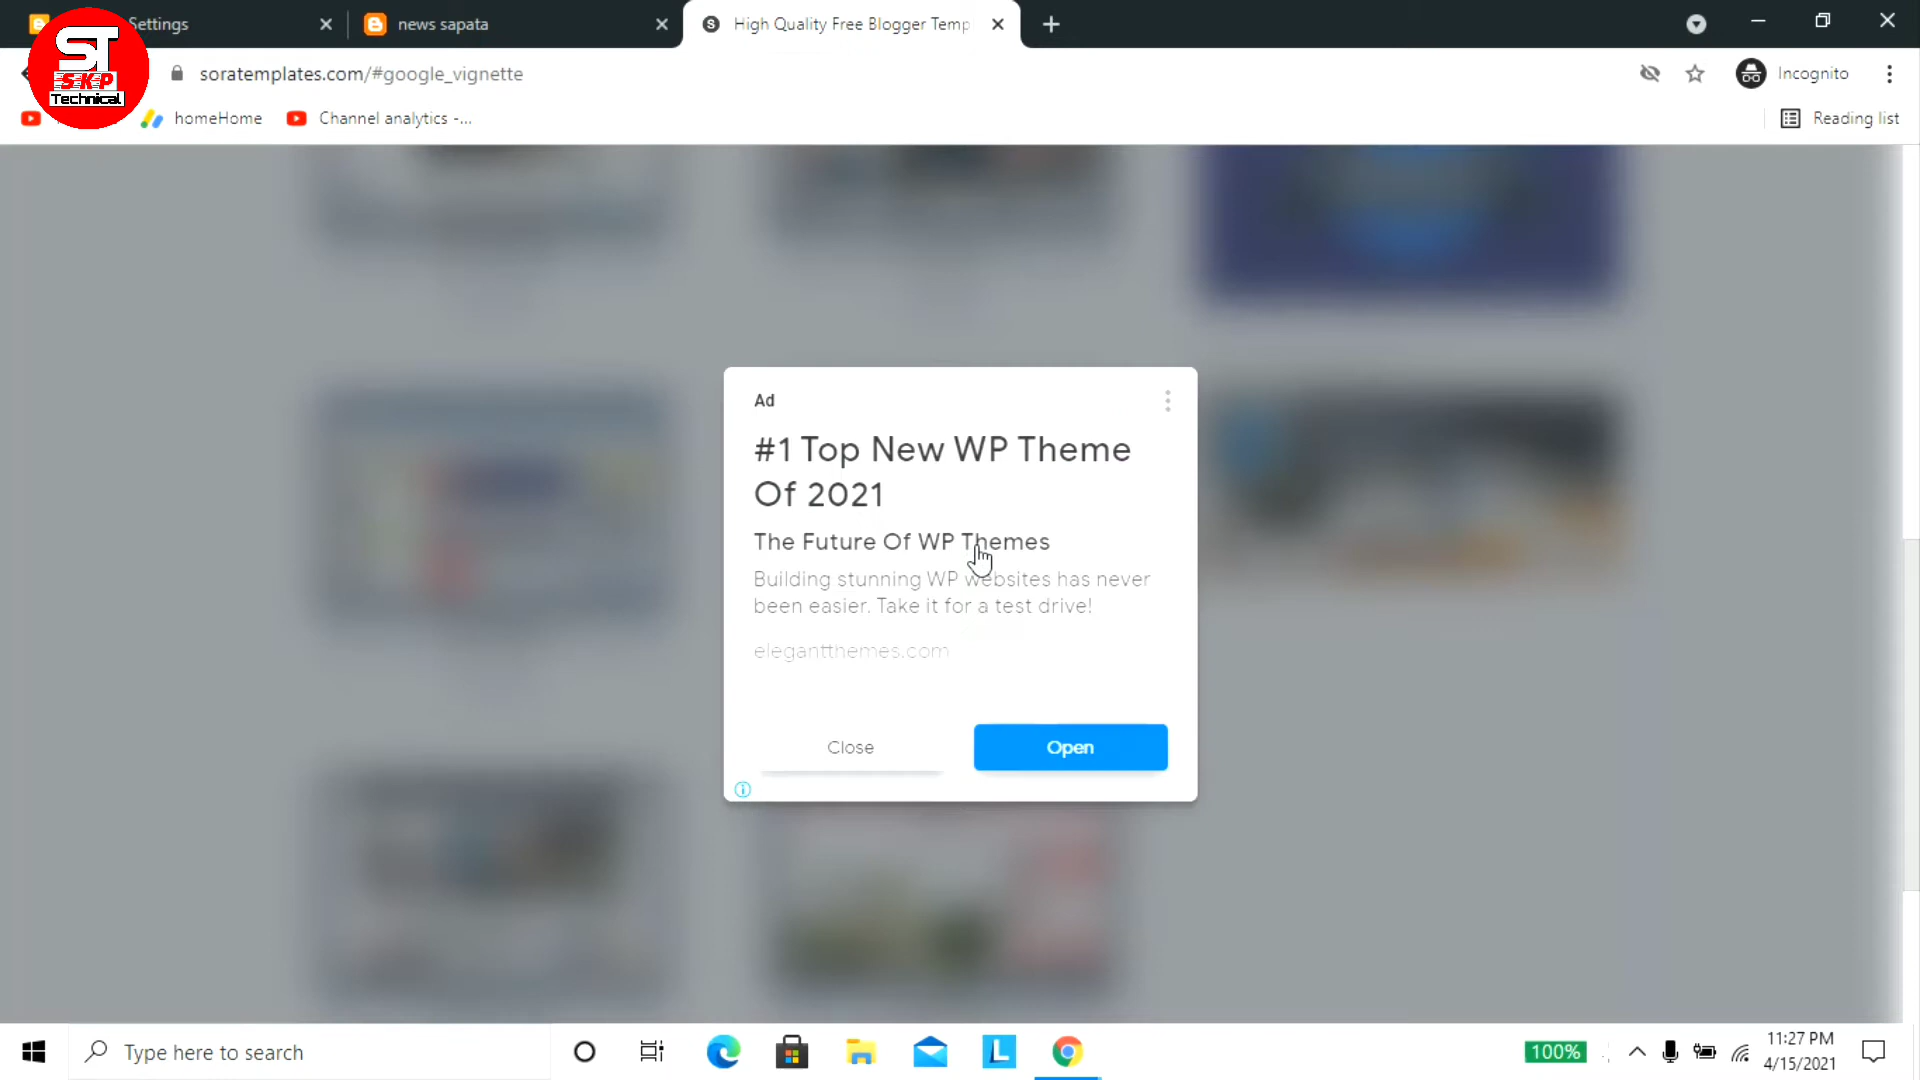 Settings
news sapata
High Quality Free Blogger Temp
ST
SKP
Technical
soratemplates.com/#google_vignette
Incognito
homeHome
Channel analytics -...
Reading list
Ad
#1 Top New WP Theme
Of 2021
The Future Of WP Themes
Building stunning WP websites has never
been easier. Take it for a test drive!
elegantthemes.com
Close
Open
Type here to search
100%
11:27 PM
4/15/2021